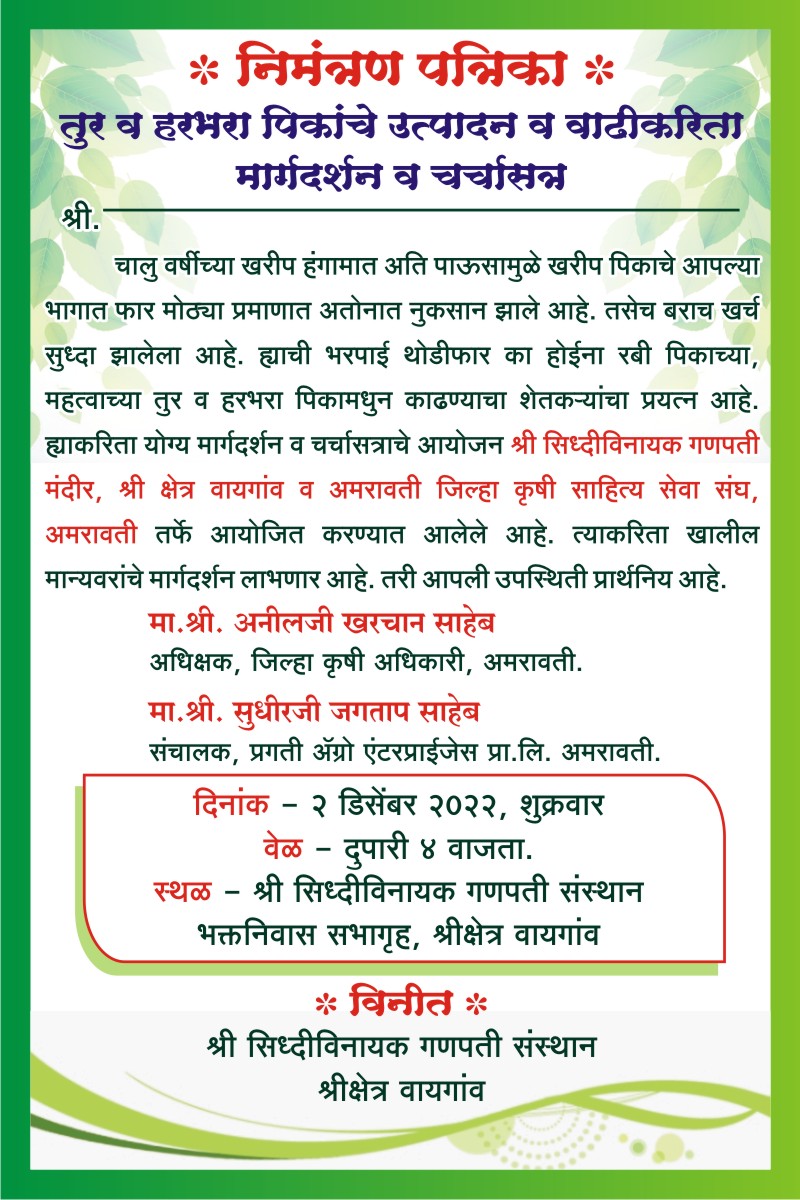 * निमंत्रण पत्रिका *
तुर व हरभरा पिकांचे उत्पादन व वाढीकरिता
मार्गदर्शन व चर्चासत्र
श्री.
चालु वर्षीच्या खरीप हंगामात अति पाऊसामुळे खरीप पिकाचे आपल्या
भागात फार मोठ्या प्रमाणात अतोनात नुकसान झाले आहे. तसेच बराच खर्च
सुध्दा झालेला आहे. ह्याची भरपाई थोडीफार का होईना रबी पिकाच्या,
महत्वाच्या तुर व हरभरा पिकामधुन काढण्याचा शेतकऱ्यांचा प्रयत्न आहे.
ह्याकरिता योग्य मार्गदर्शन व चर्चासत्राचे आयोजन श्री सिध्दीविनायक गणपती
मंदीर, श्री क्षेत्र वायगांव व अमरावती जिल्हा कृषी साहित्य सेवा संघ,
अमरावती तर्फे आयोजित करण्यात आलेले आहे. त्याकरिता खालील
मान्यवरांचे मार्गदर्शन लाभणार आहे. तरी आपली उपस्थिती प्रार्थनिय आहे.
मा.श्री. अनीलजी खरचान साहेब
अधिक्षक, जिल्हा कृषी अधिकारी, अमरावती.
मा.श्री. सुधीरजी जगताप साहेब
संचालक, प्रगती ॲग्रो एंटरप्राईजेस प्रा.लि. अमरावती.
दिनांक – २ डिसेंबर २०२२, शुक्रवार
वेळ – दुपारी ४ वाजता.
स्थळ – श्री सिध्दीविनायक गणपती संस्थान
भक्तनिवास सभागृह, श्रीक्षेत्र वायगांव
* विनीत *
श्री सिध्दीविनायक गणपती संस्थान
श्रीक्षेत्र वायगांव